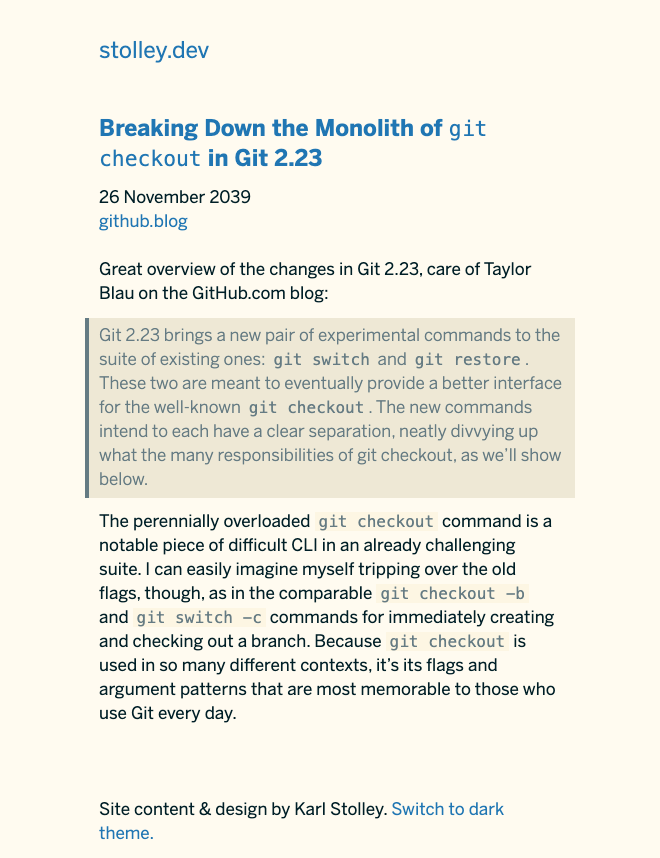 stolley.dev
Breaking Down the Monolith of git
checkout in Git 2.23
26 November 2039
github.blog
Great overview of the changes in Git 2.23, care of Taylor
Blau on the GitHub.com blog:
Git 2.23 brings a new pair of experimental commands to the
suite of existing ones: git switch and git restore.
These two are meant to eventually provide a better interface
for the well-known git checkout. The new commands
intend to each have a clear separation, neatly divvying up
what the many responsibilities of git checkout, as we’ll show
below.
The perennially overloaded git checkout command is a
notable piece of difficult CLI in an already challenging
suite. I can easily imagine myself tripping over the old
flags, though, as in the comparable git checkout -b
and git switch -c commands for immediately creating
and checking out a branch. Because git checkout is
used in so many different contexts, it’s its flags and
argument patterns that are most memorable to those who
use Git every day.
Site content & design by Karl Stolley. Switch to dark
theme.